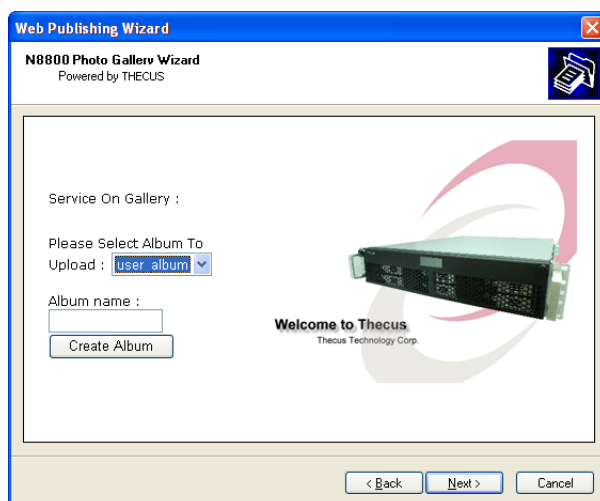 Web Publishing Wizard
N8800 Photo Gallery Wizard
Powered by THECUS
Service On Gallery :
Please Select Album To
Upload : user_album
Album name :
Create Album
Welcome to Thecus
Thecus Technology Corp.
< Back
Next >
Cancel